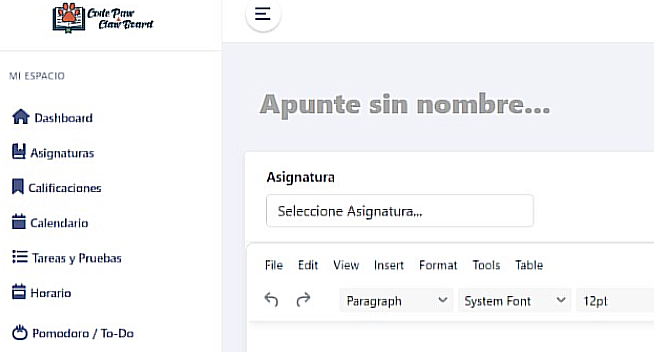 Code Paw
Claw Board
MI ESPACIO
Dashboard
Asignaturas
Calificaciones
Calendario
Tareas y Pruebas
Horario
Pomodoro / To-Do
Apunte sin nombre...
Asignatura
Seleccione Asignatura...
File Edit View Insert Format Tools Table
Paragraph System Font 12pt